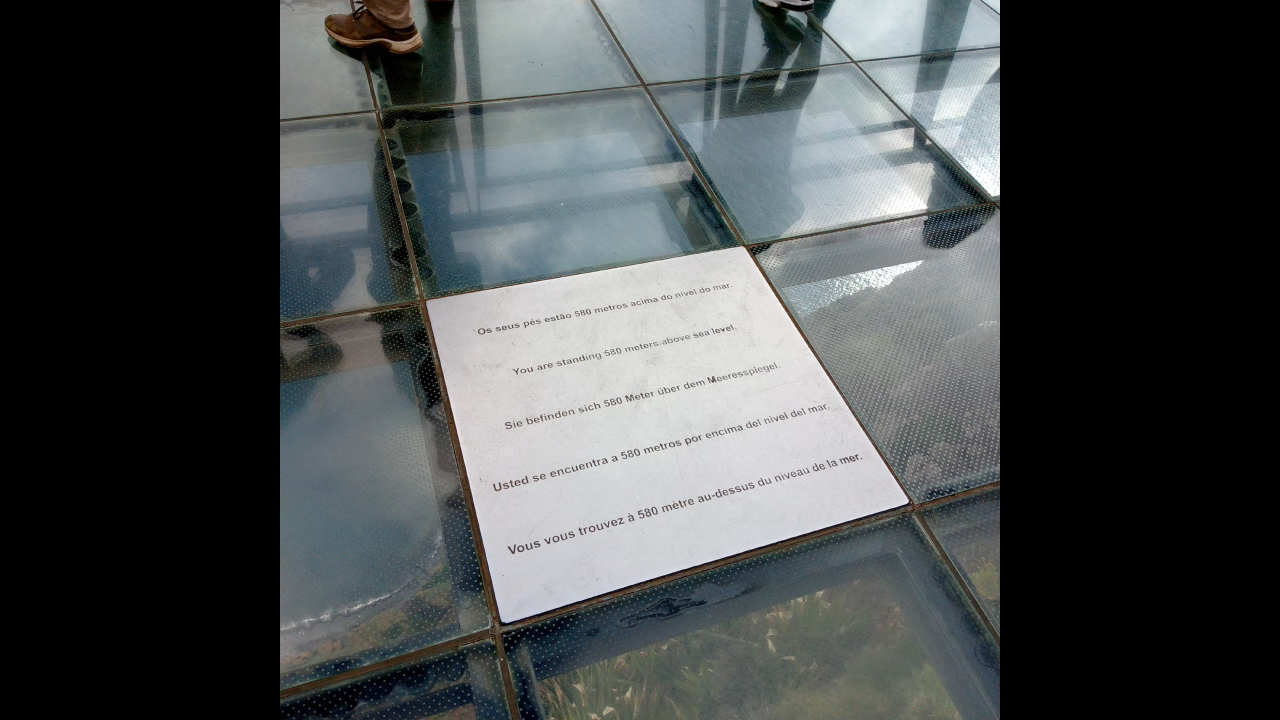 Os seus pés estão 580 metros acima do nivel do mar.
You are standing 580 meters above sea level.
Sie befinden sich 580 Meter über dem Meeresspiegel.
Usted se encuentra a 580 metros por encima del nivel del mar.
Vous vous trouvez à 580 mètre au-dessus du niveau de la mer.